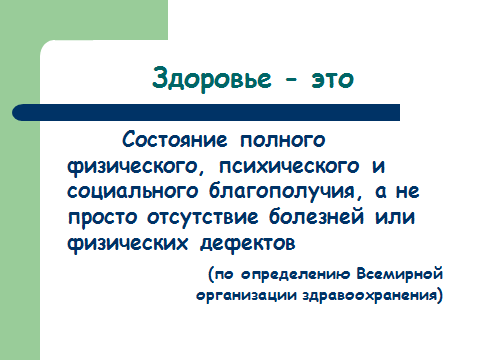 Здоровье - это
Состояние полного
физического, психического и
социального благополучия, а не
просто отсутствие болезней или
физических дефектов
(по определению Всемирной
организации здравоохранения)